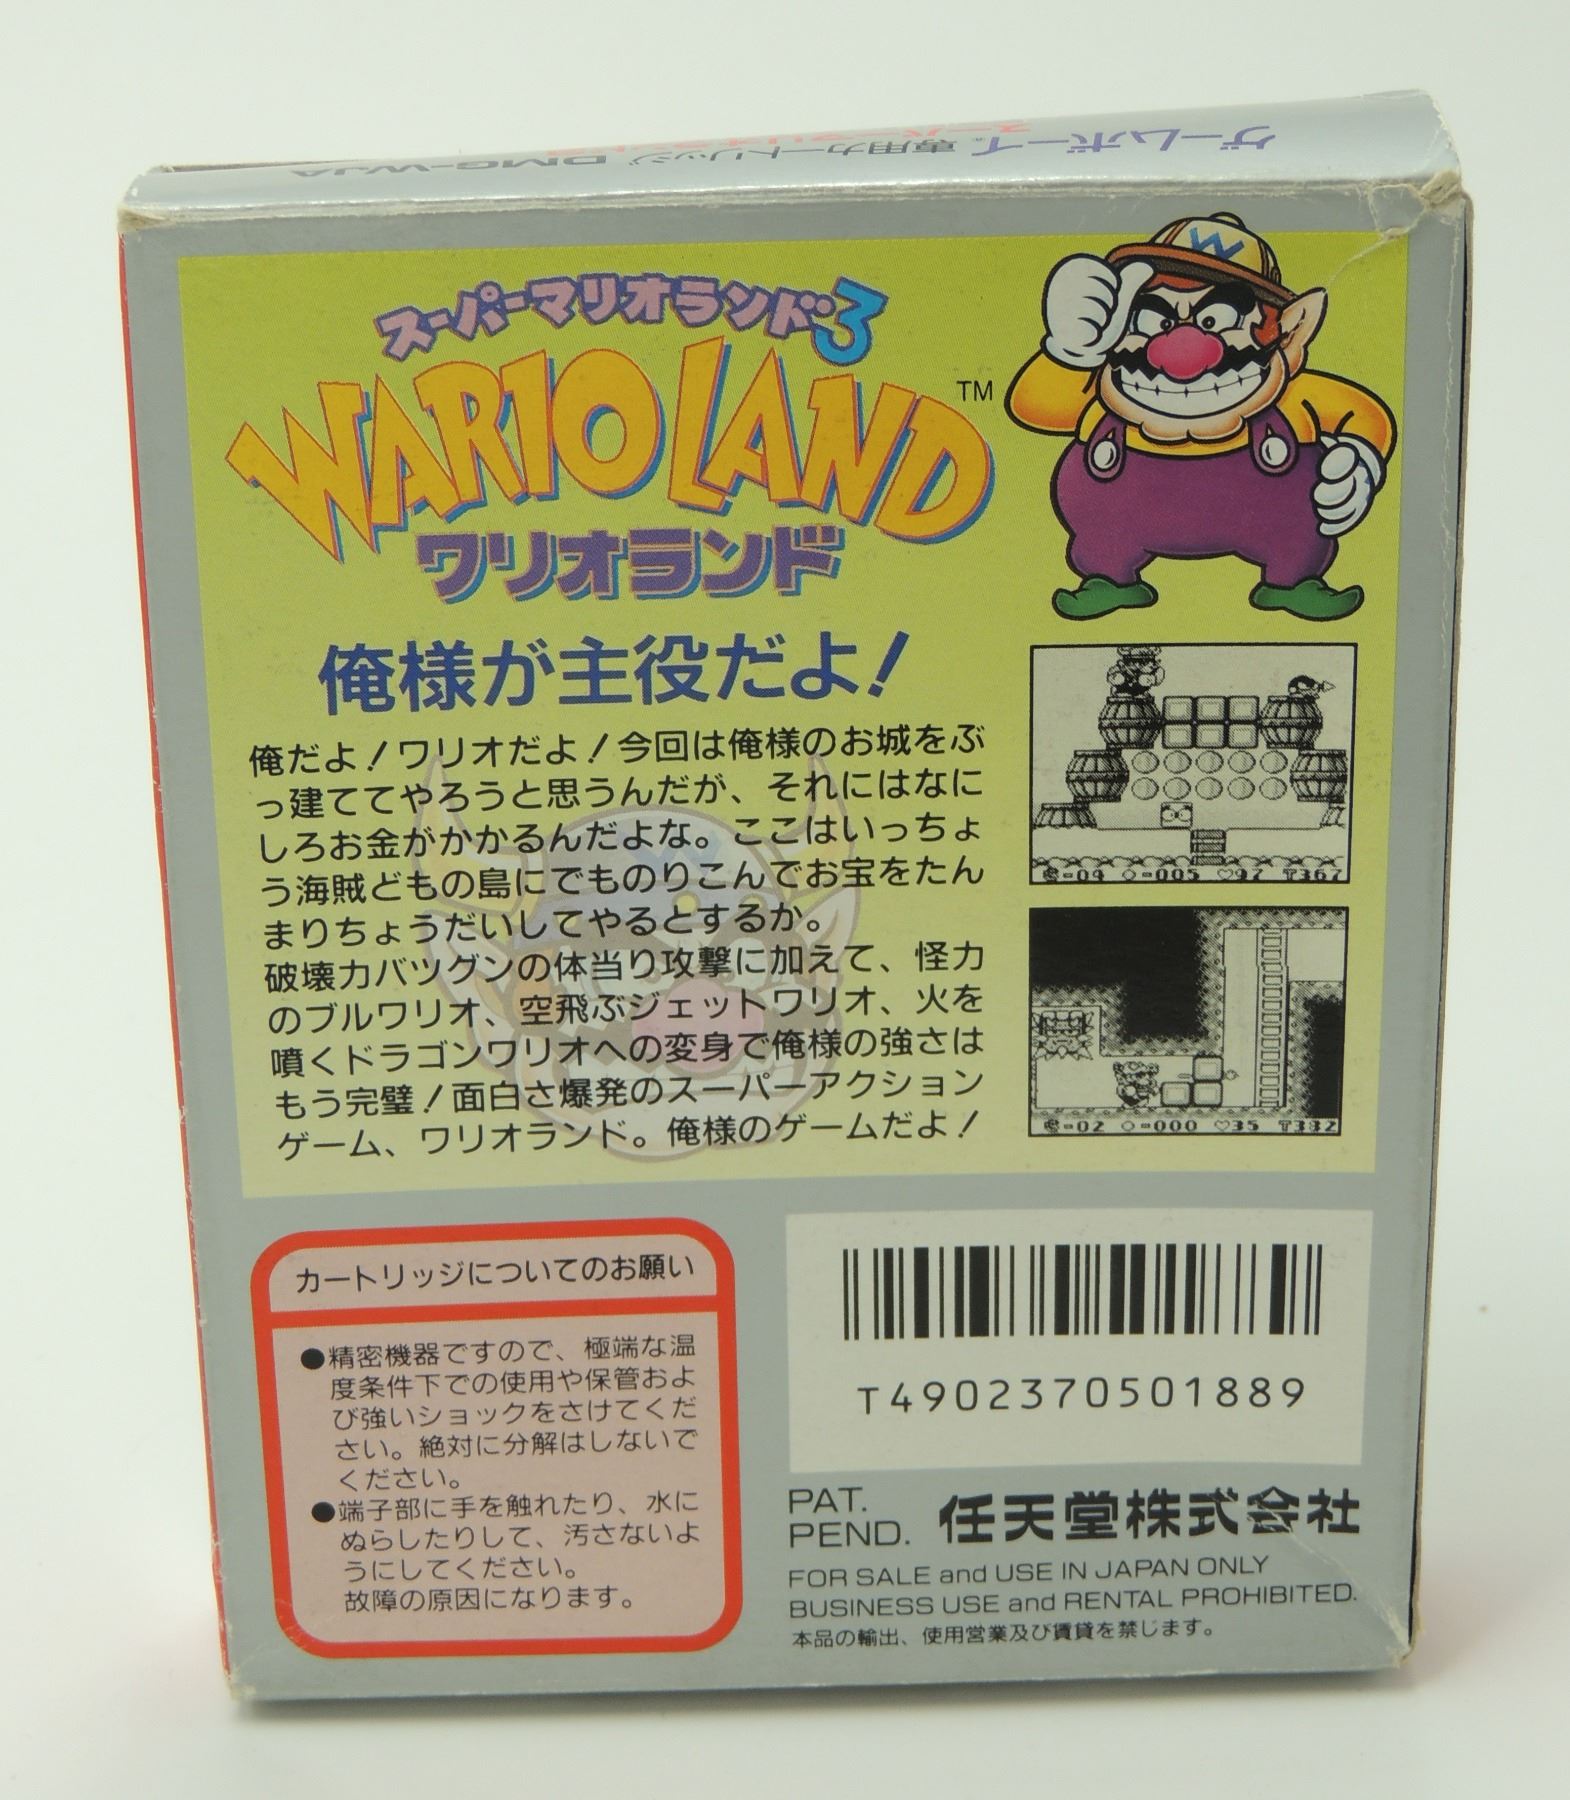 ゲームボーイ専用カートリッジ DMG-WJA
スーパーマリオランド3
スーパーマリオランド3
WARIO LAND
TM
ワリオランド
W
俺様が主役だよ!
俺だよ!ワリオだよ!今回は俺様のお城をぶ
っ建ててやろうと思うんだが、それにはなに
しろお金がかかるんだよな。ここはいっちょ
う海賊どもの島にでものりこんでお宝をたん
まりちょうだいしてやるとするか。
破壊力バツグンの体当り攻撃に加えて、怪力
のブルワリオ、空飛ぶジェットワリオ、火を
噴くドラゴンワリオへの変身で俺様の強さは
もう完璧!面白さ爆発のスーパーアクション
ゲーム、ワリオランド。俺様のゲームだよ!
=04 =005 ♡92 T367
=02 =000 ♡35 T382
カートリッジについてのお願い
●精密機器ですので、極端な温
度条件下での使用や保管およ
び強いショックをさけてくだ
さい。絶対に分解はしないで
ください。
●端子部に手を触れたり、水に
ぬらしたりして、汚さないよ
うにしてください。
故障の原因になります。
T4902370501889
PAT.
PEND. 任天堂株式会社
FOR SALE and USE IN JAPAN ONLY
BUSINESS USE and RENTAL PROHIBITED.
本品の輸出、使用営業及び賃貸を禁じます。